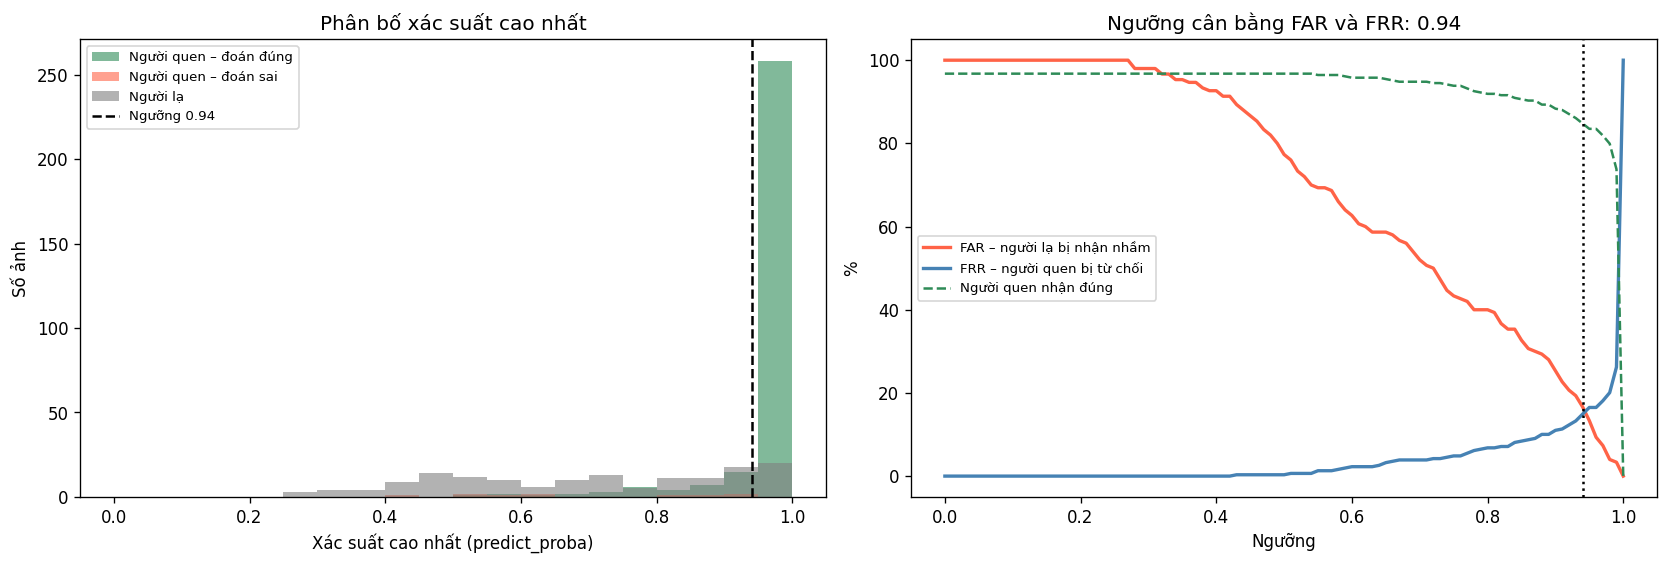 Phân bố xác suất cao nhất
250
200
150
100
50
0
Số ảnh
Người quen – đoán đúng
Người quen – đoán sai
Người lạ
Ngưỡng 0.94
0.0
0.2
0.4
0.6
0.8
1.0
Xác suất cao nhất (predict_proba)
Ngưỡng cân bằng FAR và FRR: 0.94
100
80
60
40
20
0
%
FAR – người lạ bị nhận nhầm
FRR – người quen bị từ chối
Người quen nhận đúng
0.0
0.2
0.4
0.6
0.8
1.0
Ngưỡng